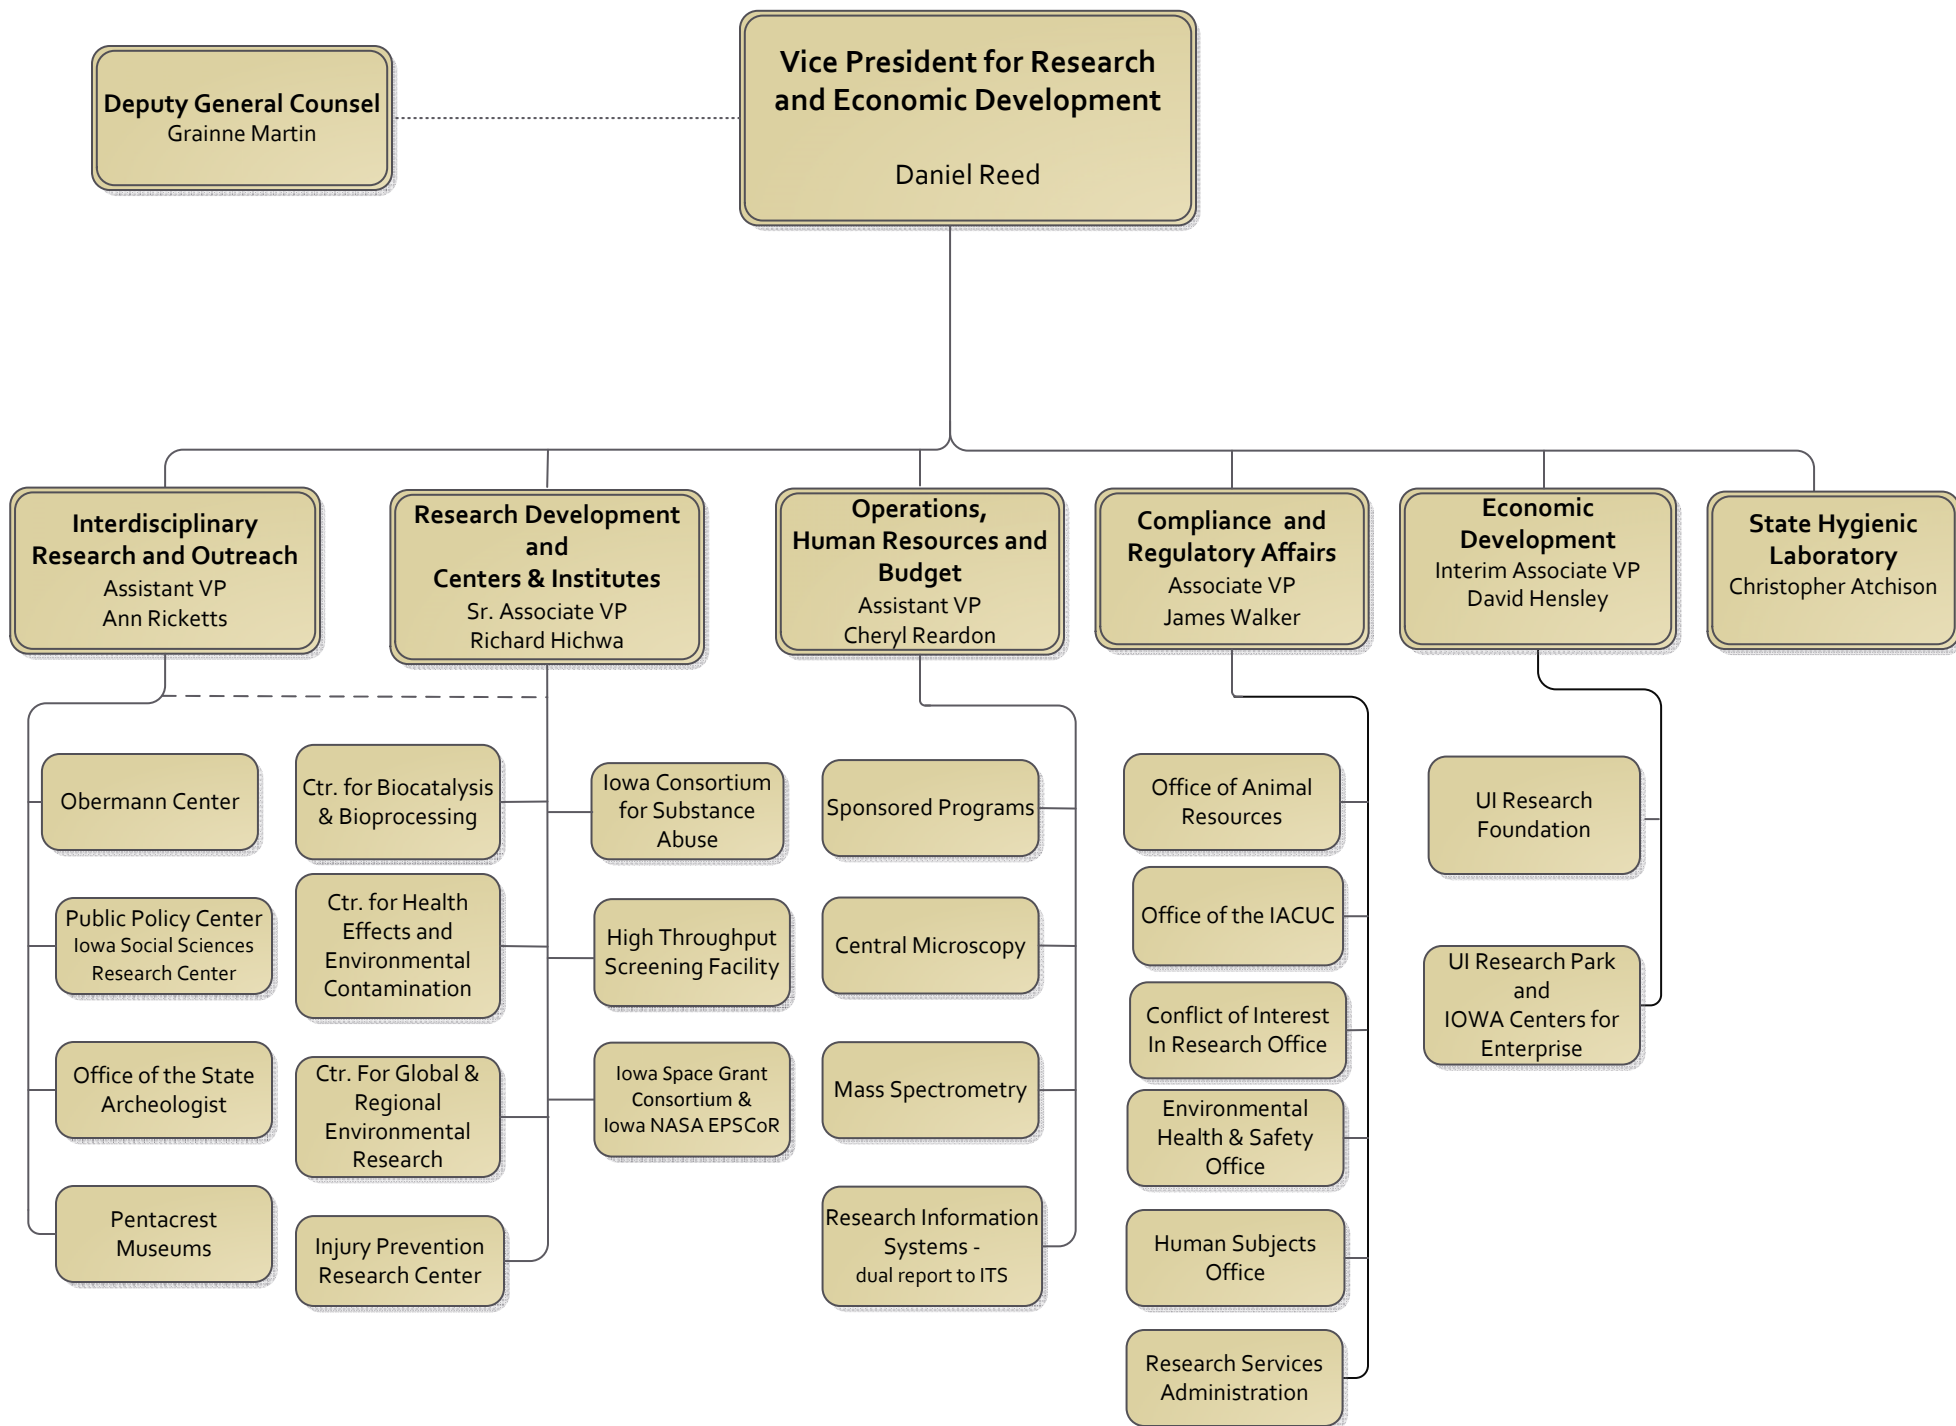 Vice President for Research
and Economic Development
Daniel Reed
Deputy General Counsel
Grainne Martin
Interdisciplinary
Research and Outreach
Assistant VP
Ann Ricketts
Research Development
and
Centers & Institutes
Sr. Associate VP
Richard Hichwa
Operations,
Human Resources and
Budget
Assistant VP
Cheryl Reardon
Compliance and
Regulatory Affairs
Associate VP
James Walker
Economic
Development
Interim Associate VP
David Hensley
State Hygienic
Laboratory
Christopher Atchison
Obermann Center
Public Policy Center
Iowa Social Sciences
Research Center
Office of the State
Archeologist
Pentacrest
Museums
Ctr. for Biocatalysis
& Bioprocessing
Ctr. for Health
Effects and
Environmental
Contamination
Ctr. For Global &
Regional
Environmental
Research
Injury Prevention
Research Center
Iowa Consortium
for Substance
Abuse
High Throughput
Screening Facility
Iowa Space Grant
Consortium &
Iowa NASA EPSCoR
Sponsored Programs
Central Microscopy
Mass Spectrometry
Research Information
Systems -
dual report to ITS
Office of Animal
Resources
Office of the IACUC
Conflict of Interest
In Research Office
Environmental
Health & Safety
Office
Human Subjects
Office
Research Services
Administration
UI Research
Foundation
UI Research Park
and
IOWA Centers for
Enterprise